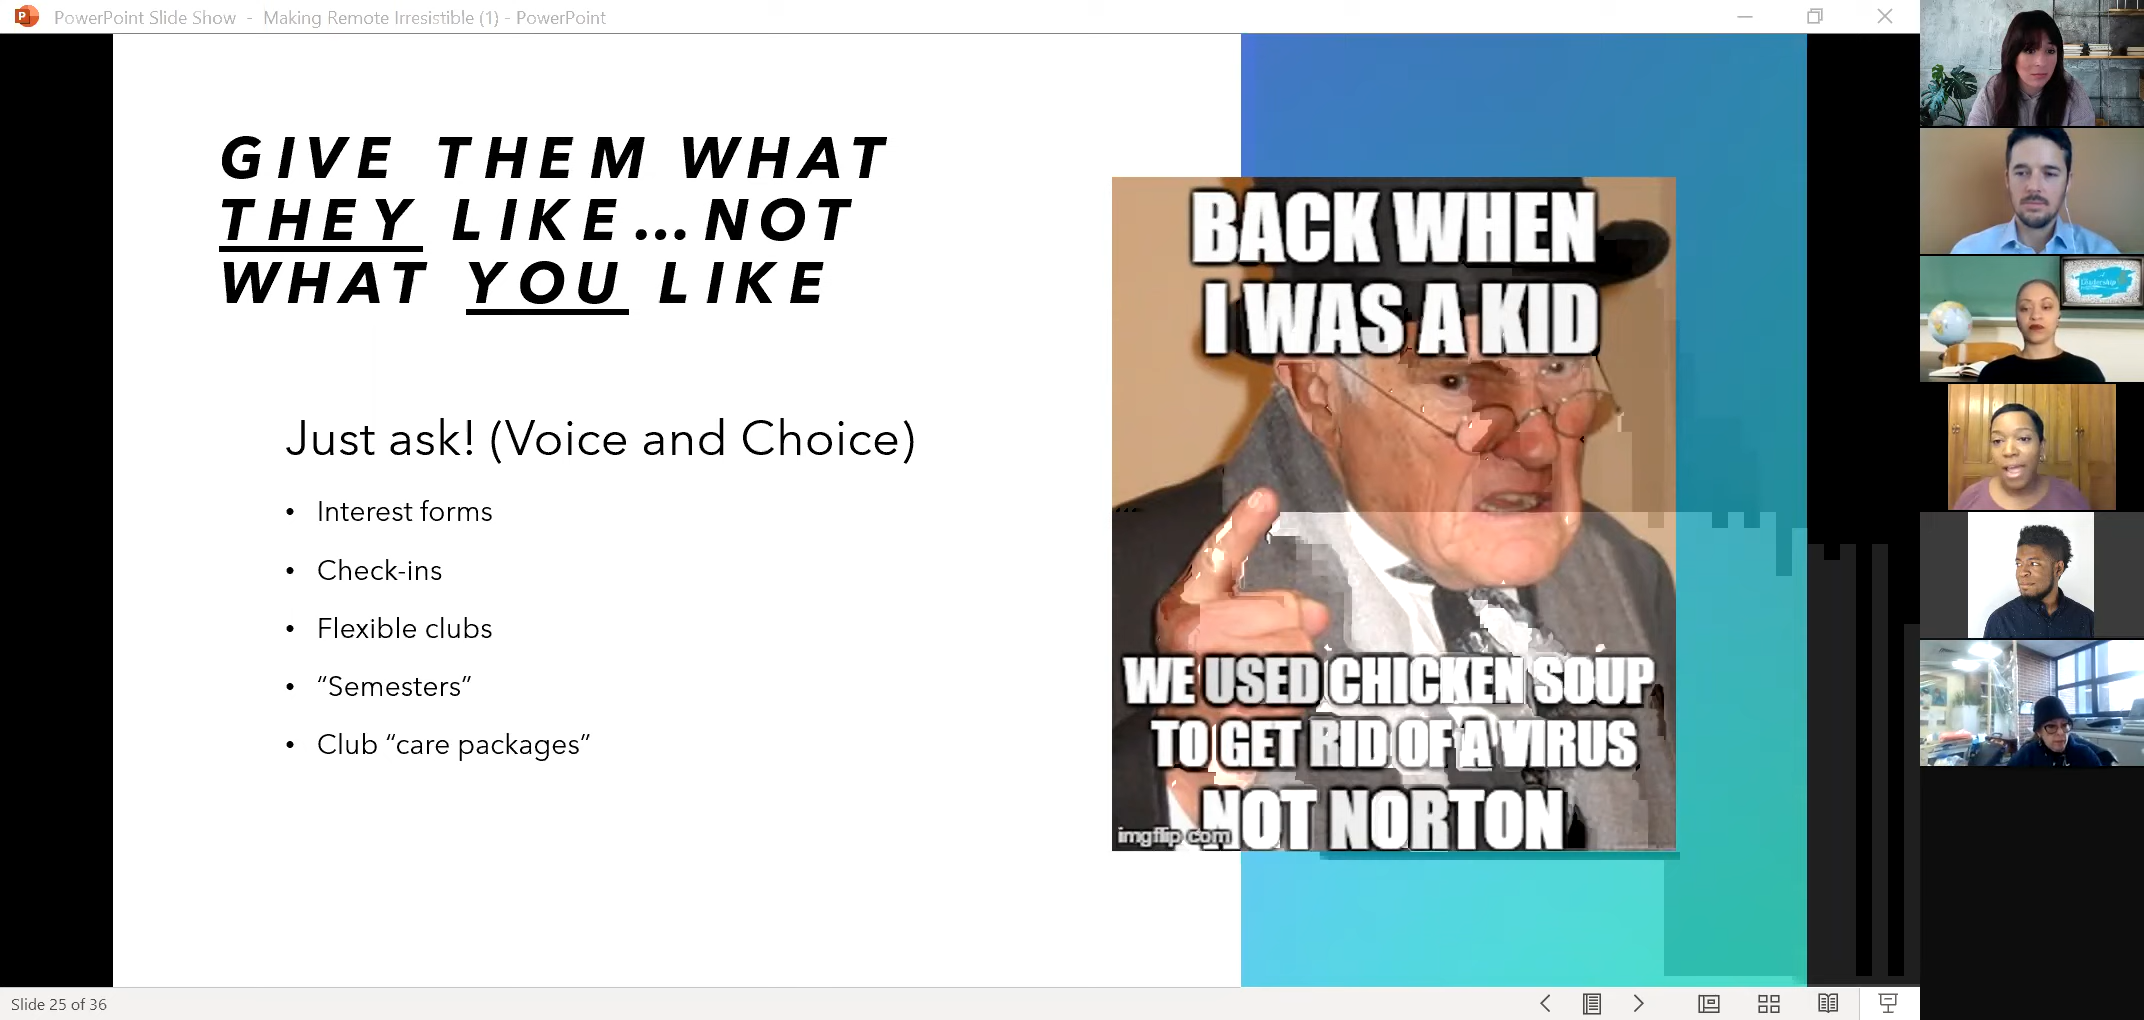 PowerPoint Slide Show - Making Remote Irresistible (1) - PowerPoint
GIVE THEM WHAT
THEY LIKE...NOT
WHAT YOU LIKE
Just ask! (Voice and Choice)
• Interest forms
• Check-ins
• Flexible clubs
• “Semesters”
• Club “care packages”
BACK WHEN
I WAS A KID
WE USED CHICKEN SOUP
TO GET RID OF A VIRUS
NOT NORTON
imgflip.com
Leadership
Slide 25 of 36